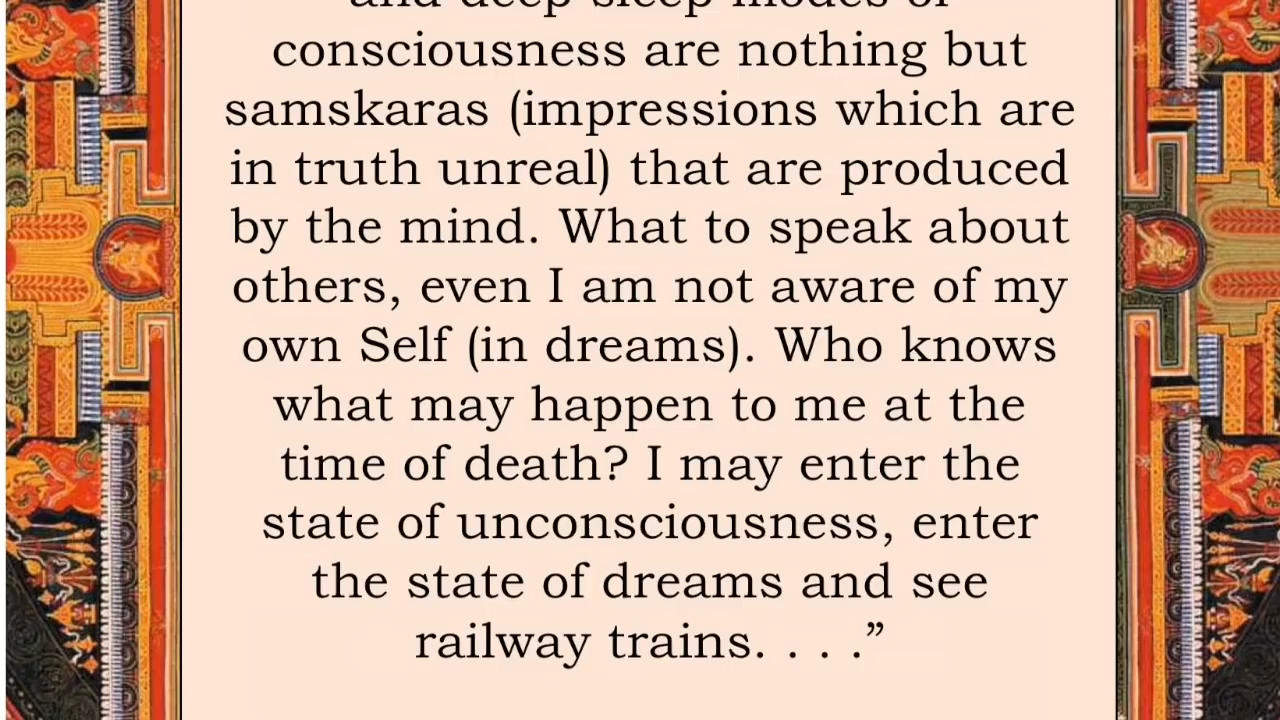 and deep sleep modes of
consciousness are nothing but
samskaras (impressions which are
in truth unreal) that are produced
by the mind. What to speak about
others, even I am not aware of my
own Self (in dreams). Who knows
what may happen to me at the
time of death? I may enter the
state of unconsciousness, enter
the state of dreams and see
railway trains. . . .”